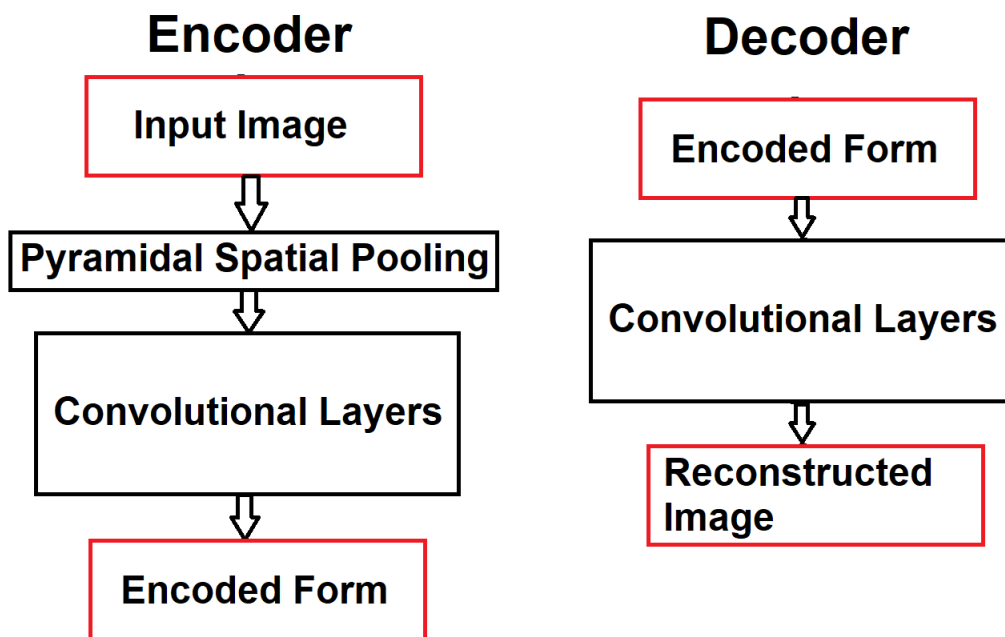 Encoder
Input Image
Pyramidal Spatial Pooling
Convolutional Layers
Encoded Form
Decoder
Encoded Form
Convolutional Layers
Reconstructed
Image